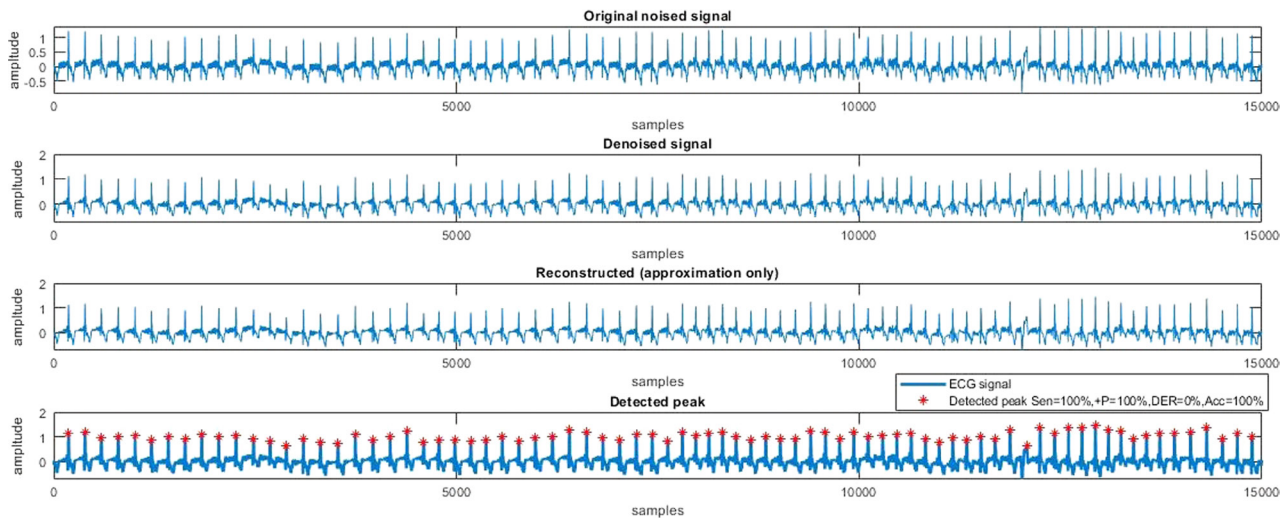 Original noised signal
ampltude
1
0.5
0
-0.5
0
5000
10000
15000
samples
Denoised signal
amplitude
2
1
0
0
5000
10000
15000
samples
Reconstructed (approximation only)
amplitude
2
1
0
0
5000
10000
15000
samples
ECG signal
Detected peak Sen=100%,+P=100%,DER=0%,Acc=100%
Detected peak
amplitude
2
1
0
0
5000
10000
15000
samples